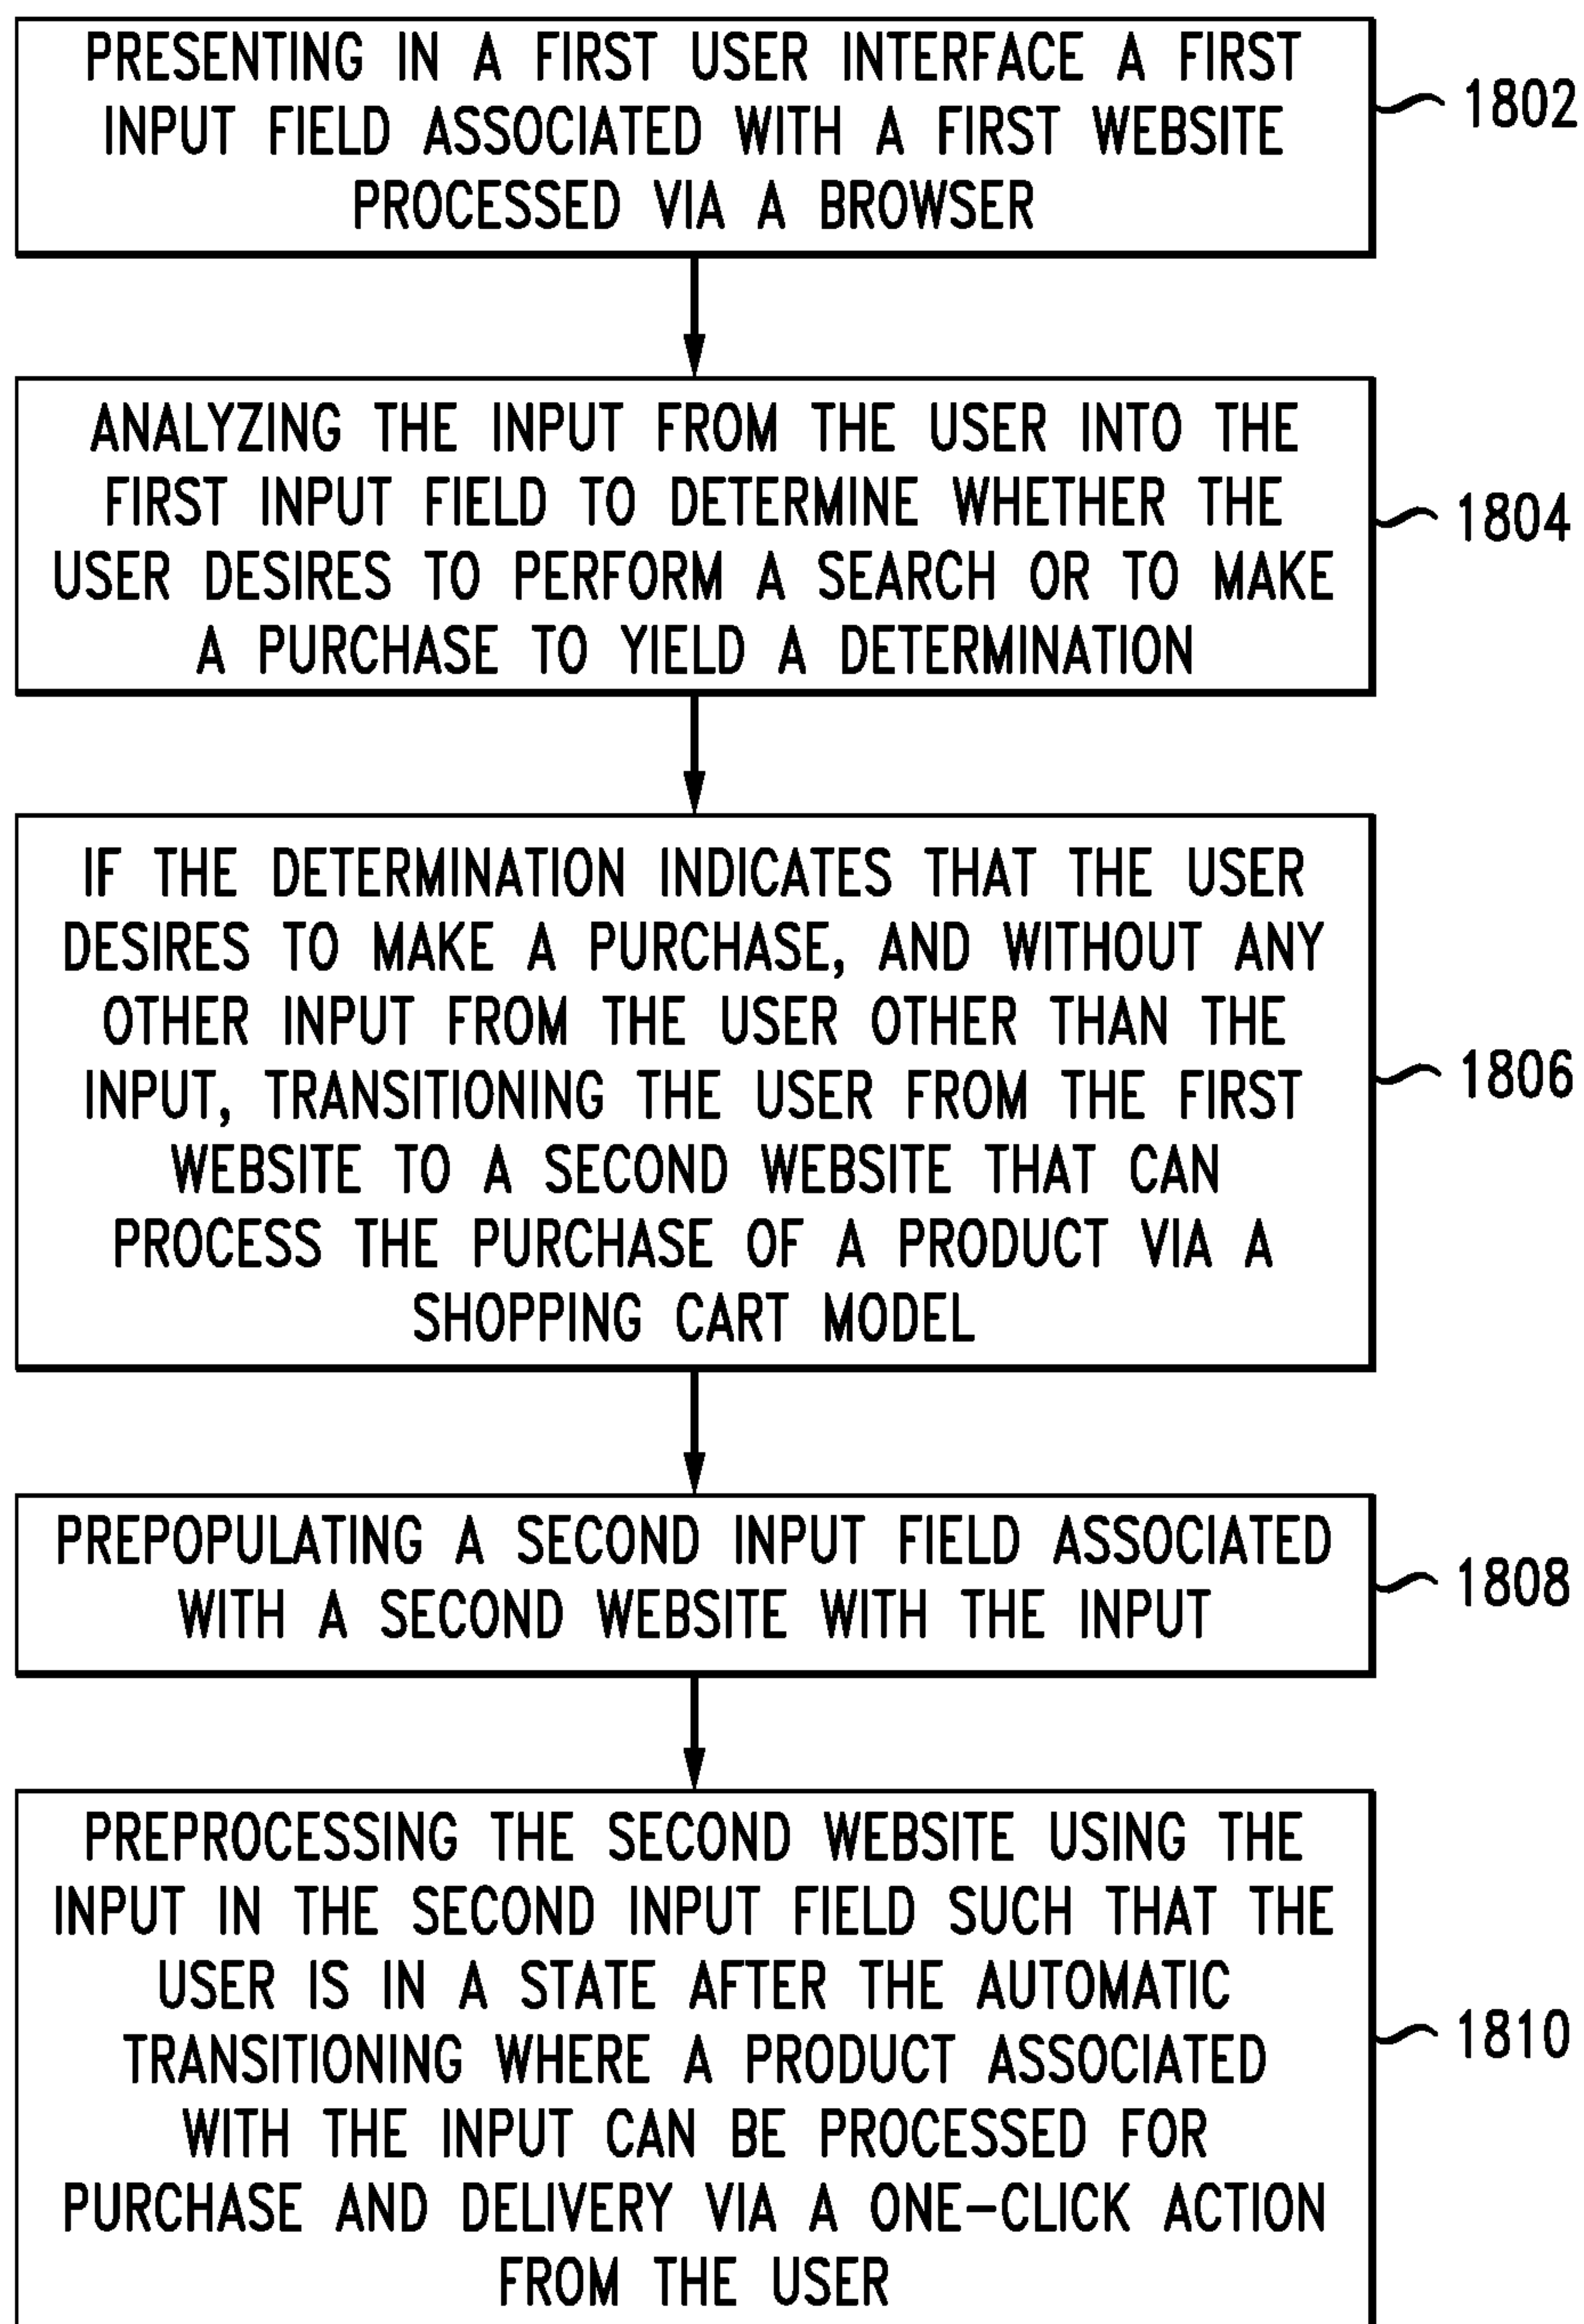 PRESENTING IN A FIRST USER INTERFACE A FIRST
INPUT FIELD ASSOCIATED WITH A FIRST WEBSITE
PROCESSED VIA A BROWSER
1802
ANALYZING THE INPUT FROM THE USER INTO THE
FIRST INPUT FIELD TO DETERMINE WHETHER THE
USER DESIRES TO PERFORM A SEARCH OR TO MAKE
A PURCHASE TO YIELD A DETERMINATION
1804
IF THE DETERMINATION INDICATES THAT THE USER
DESIRES TO MAKE A PURCHASE, AND WITHOUT ANY
OTHER INPUT FROM THE USER OTHER THAN THE
INPUT, TRANSITIONING THE USER FROM THE FIRST
WEBSITE TO A SECOND WEBSITE THAT CAN
PROCESS THE PURCHASE OF A PRODUCT VIA A
SHOPPING CART MODEL
1806
PREPOPULATING A SECOND INPUT FIELD ASSOCIATED
WITH A SECOND WEBSITE WITH THE INPUT
1808
PREPROCESSING THE SECOND WEBSITE USING THE
INPUT IN THE SECOND INPUT FIELD SUCH THAT THE
USER IS IN A STATE AFTER THE AUTOMATIC
TRANSITIONING WHERE A PRODUCT ASSOCIATED
WITH THE INPUT CAN BE PROCESSED FOR
PURCHASE AND DELIVERY VIA A ONE-CLICK ACTION
FROM THE USER
1810